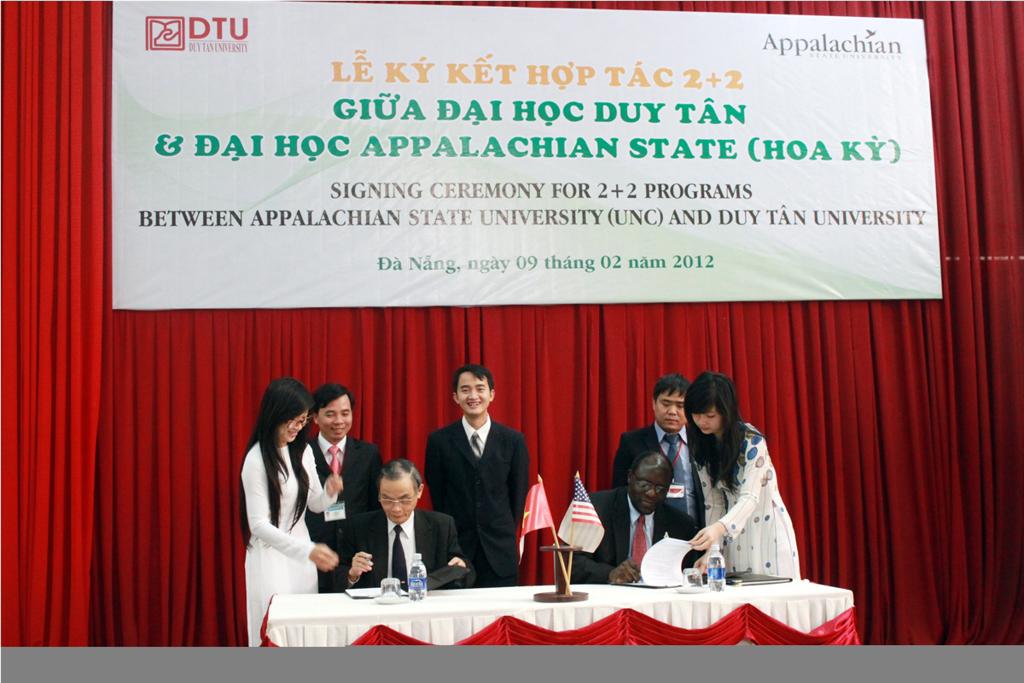 DTU
DUY TAN UNIVERSITY
Appalachian
STATE UNIVERSITY
LỄ KÝ KẾT HỢP TÁC 2+2
GIỮA ĐẠI HỌC DUY TÂN
& ĐẠI HỌC APPALACHIAN STATE (HOA KỲ)
SIGNING CEREMONY FOR 2+2 PROGRAMS
BETWEEN APPALACHIAN STATE UNIVERSITY (UNC) AND DUY TÂN UNIVERSITY
Đà Nẵng, ngày 09 tháng 02 năm 2012